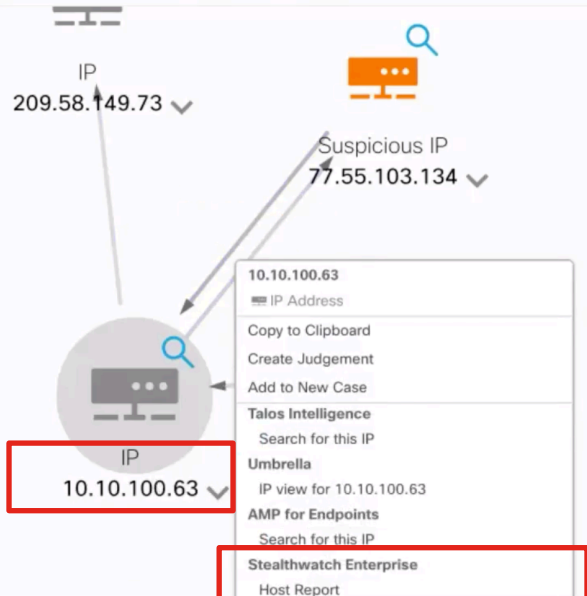 IP
209.58.149.73
Suspicious IP
77.55.103.134
IP
10.10.100.63
10.10.100.63
IP Address
Copy to Clipboard
Create Judgement
Add to New Case
Talos Intelligence
Search for this IP
Umbrella
IP view for 10.10.100.63
AMP for Endpoints
Search for this IP
Stealthwatch Enterprise
Host Report